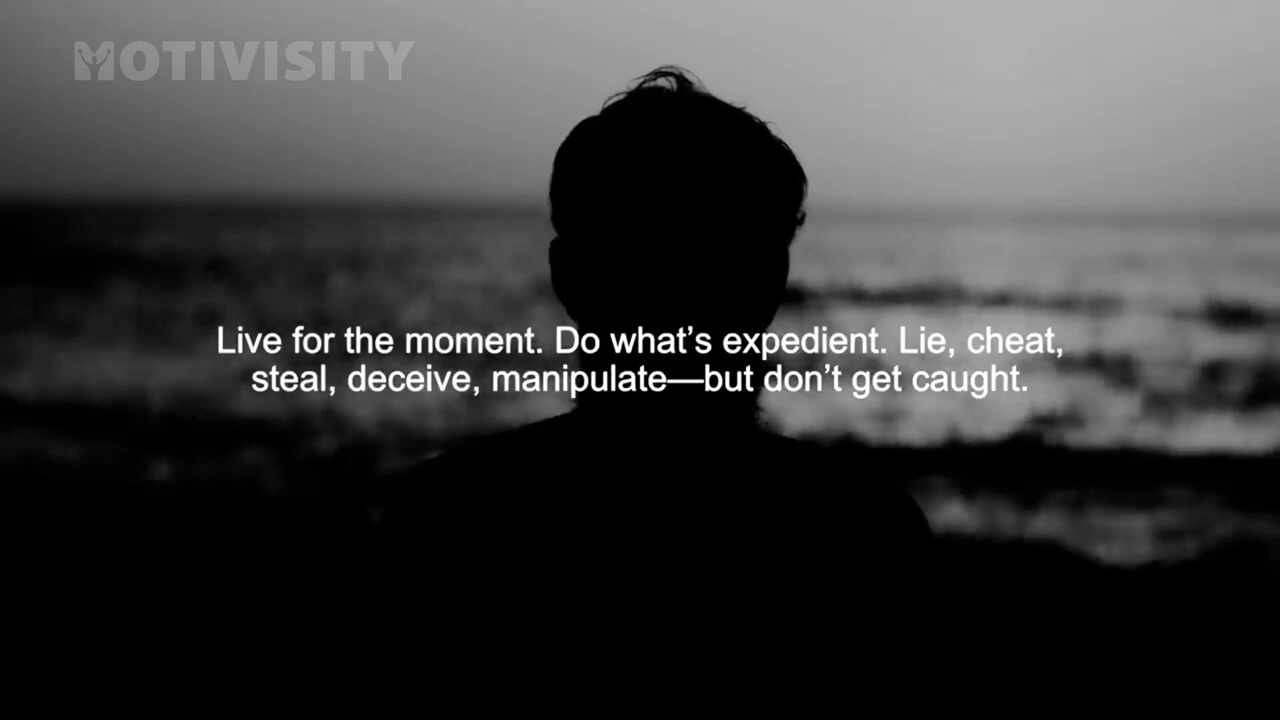 MOTIVISITY
Live for the moment. Do what’s expedient. Lie, cheat,
steal, deceive, manipulate—but don’t get caught.